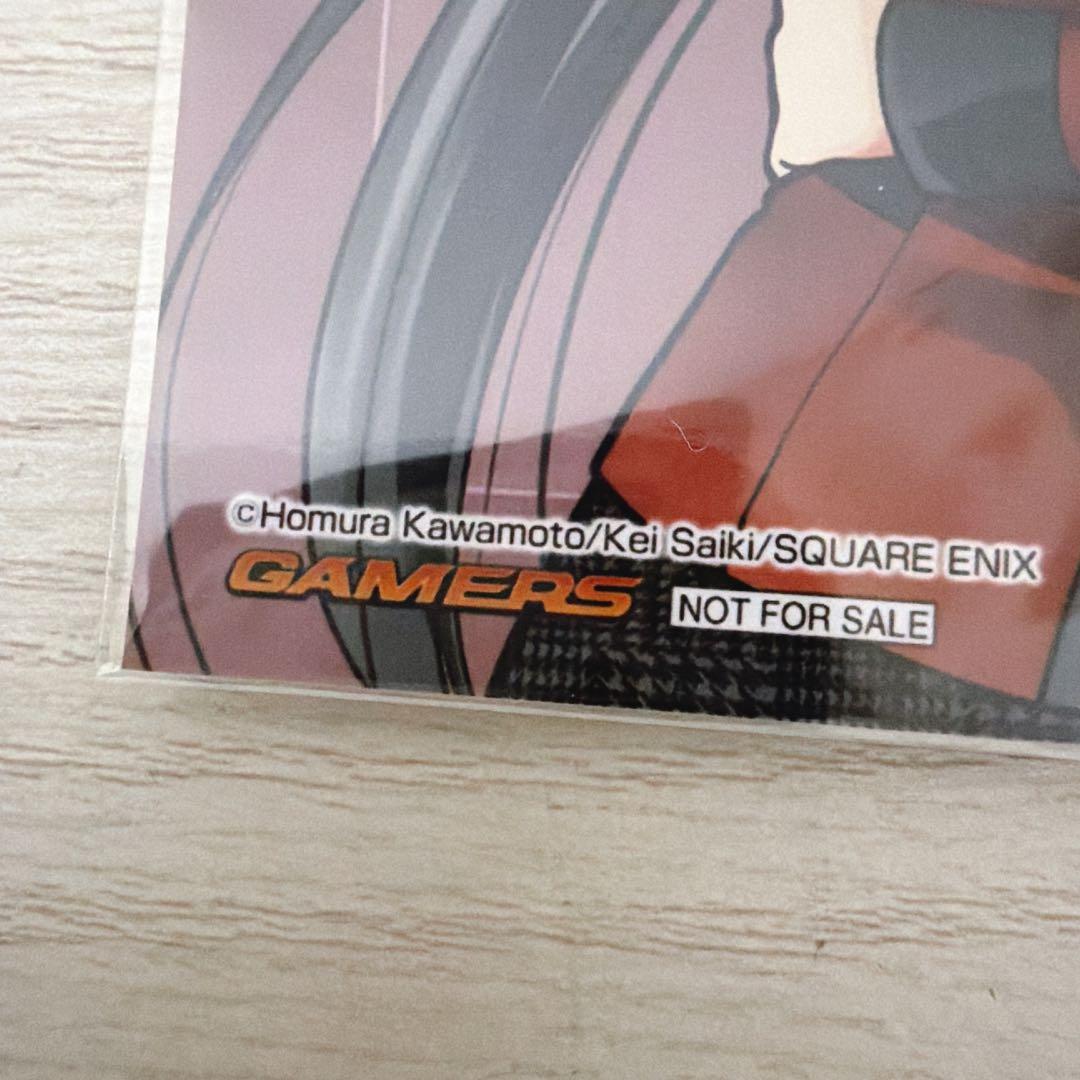 ©Homura Kawamoto/Kei Saiki/SQUARE ENIX
GAMERS
NOT FOR SALE